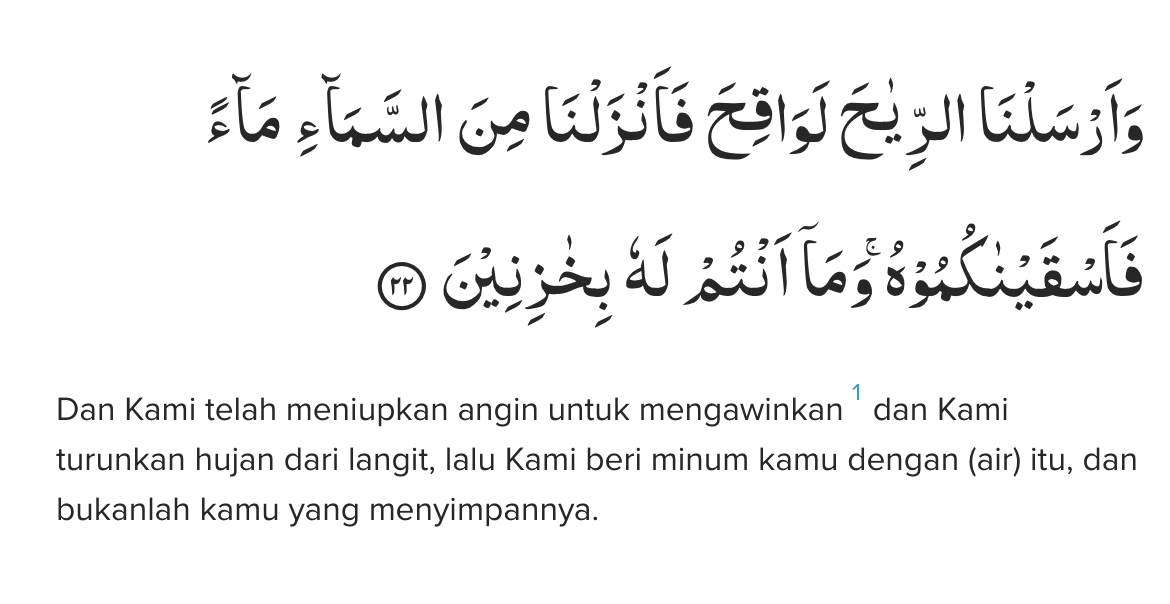 وَاَرْسَلْنَا الرِّيٰحَ لَوَاقِحَ فَاَنْزَلْنَا مِنَ السَّمَاۤءِ مَاۤءً
فَاَسْقَيْنٰكُمُوْهُۚ وَمَآ اَنْتُمْ لَهٗ بِخٰزِنِيْنَ ٢٢
Dan Kami telah meniupkan angin untuk mengawinkan 1 dan Kami
turunkan hujan dari langit, lalu Kami beri minum kamu dengan (air) itu, dan
bukanlah kamu yang menyimpannya.